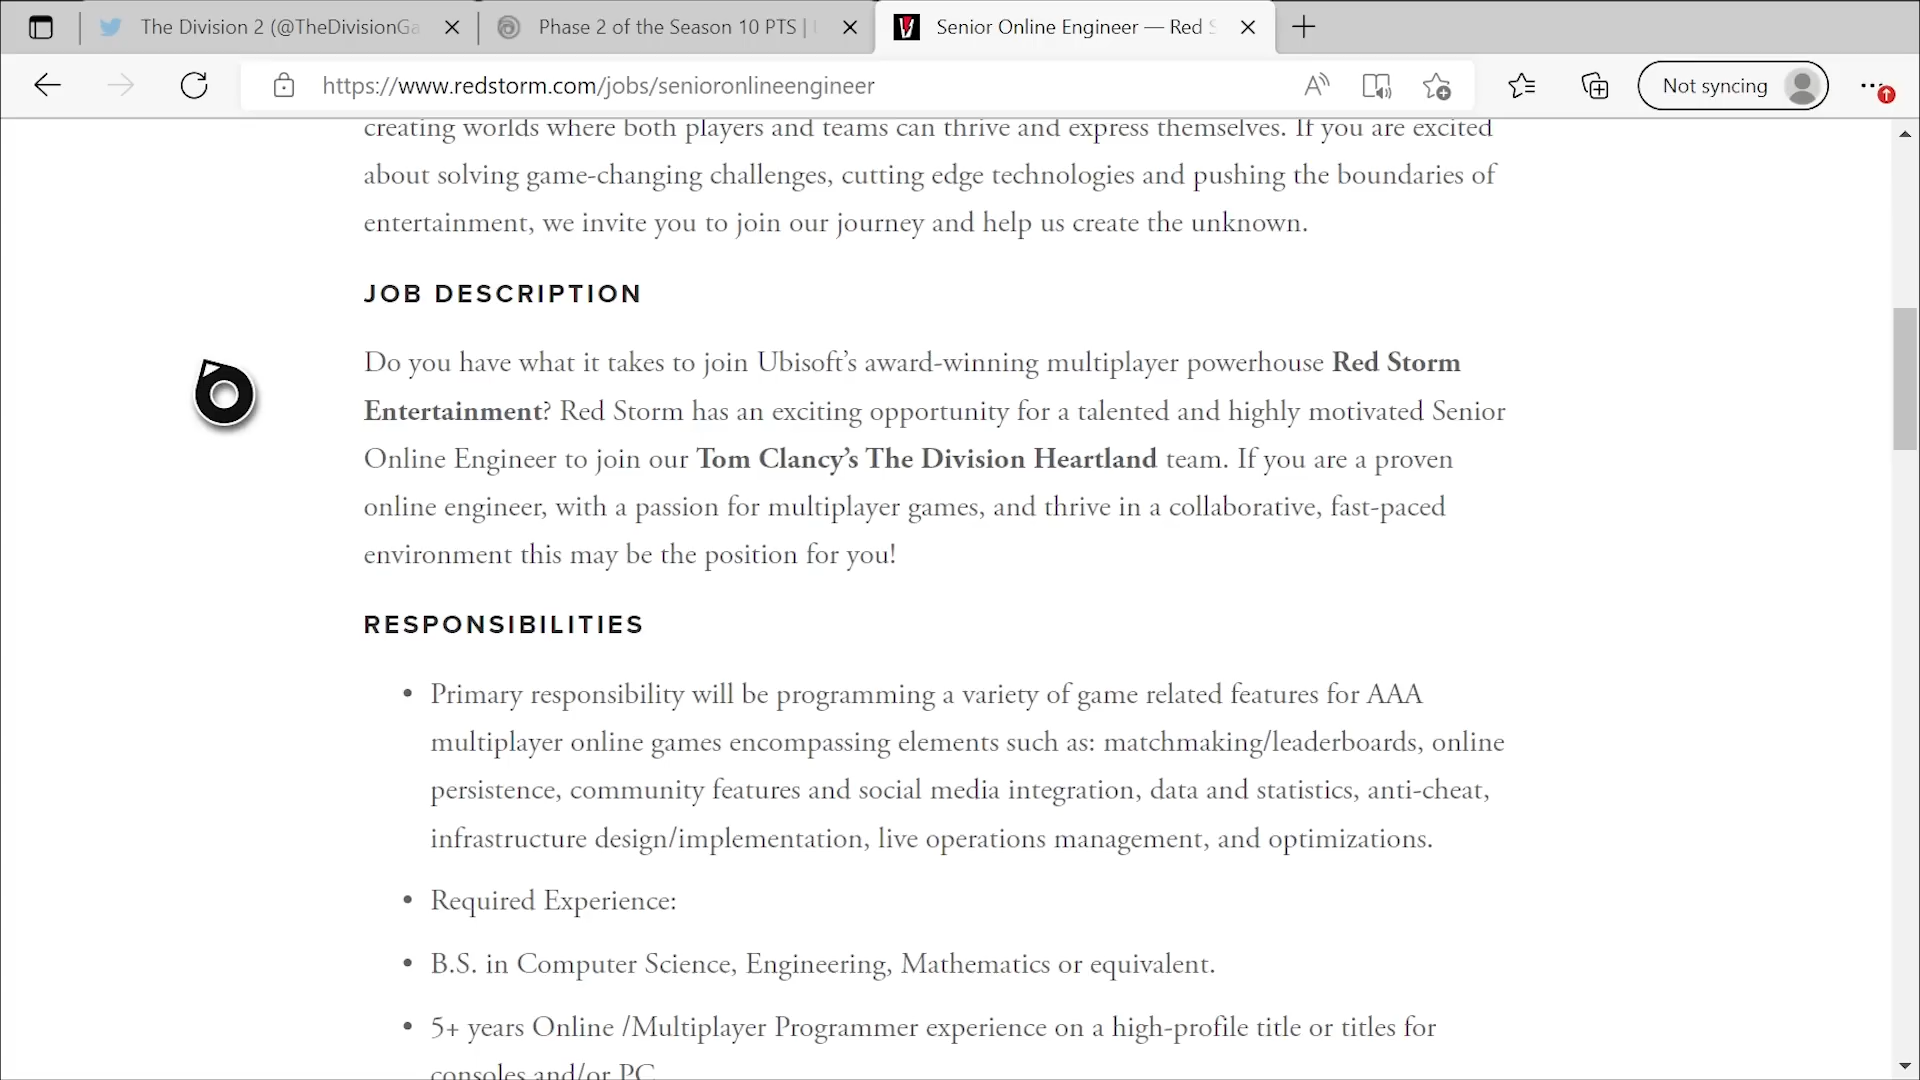 The Division 2 (@TheDivisionGa
Phase 2 of the Season 10 PTS |
Senior Online Engineer — Red S
https://www.redstorm.com/jobs/senioronlineengineer
Not syncing
creating worlds where both players and teams can thrive and express themselves. If you are excited
about solving game-changing challenges, cutting edge technologies and pushing the boundaries of
entertainment, we invite you to join our journey and help us create the unknown.
JOB DESCRIPTION
Do you have what it takes to join Ubisoft’s award-winning multiplayer powerhouse Red Storm
Entertainment? Red Storm has an exciting opportunity for a talented and highly motivated Senior
Online Engineer to join our Tom Clancy’s The Division Heartland team. If you are a proven
online engineer, with a passion for multiplayer games, and thrive in a collaborative, fast-paced
environment this may be the position for you!
RESPONSIBILITIES
• Primary responsibility will be programming a variety of game related features for AAA
multiplayer online games encompassing elements such as: matchmaking/leaderboards, online
persistence, community features and social media integration, data and statistics, anti-cheat,
infrastructure design/implementation, live operations management, and optimizations.
• Required Experience:
• B.S. in Computer Science, Engineering, Mathematics or equivalent.
• 5+ years Online /Multiplayer Programmer experience on a high-profile title or titles for
consoles and/or PC